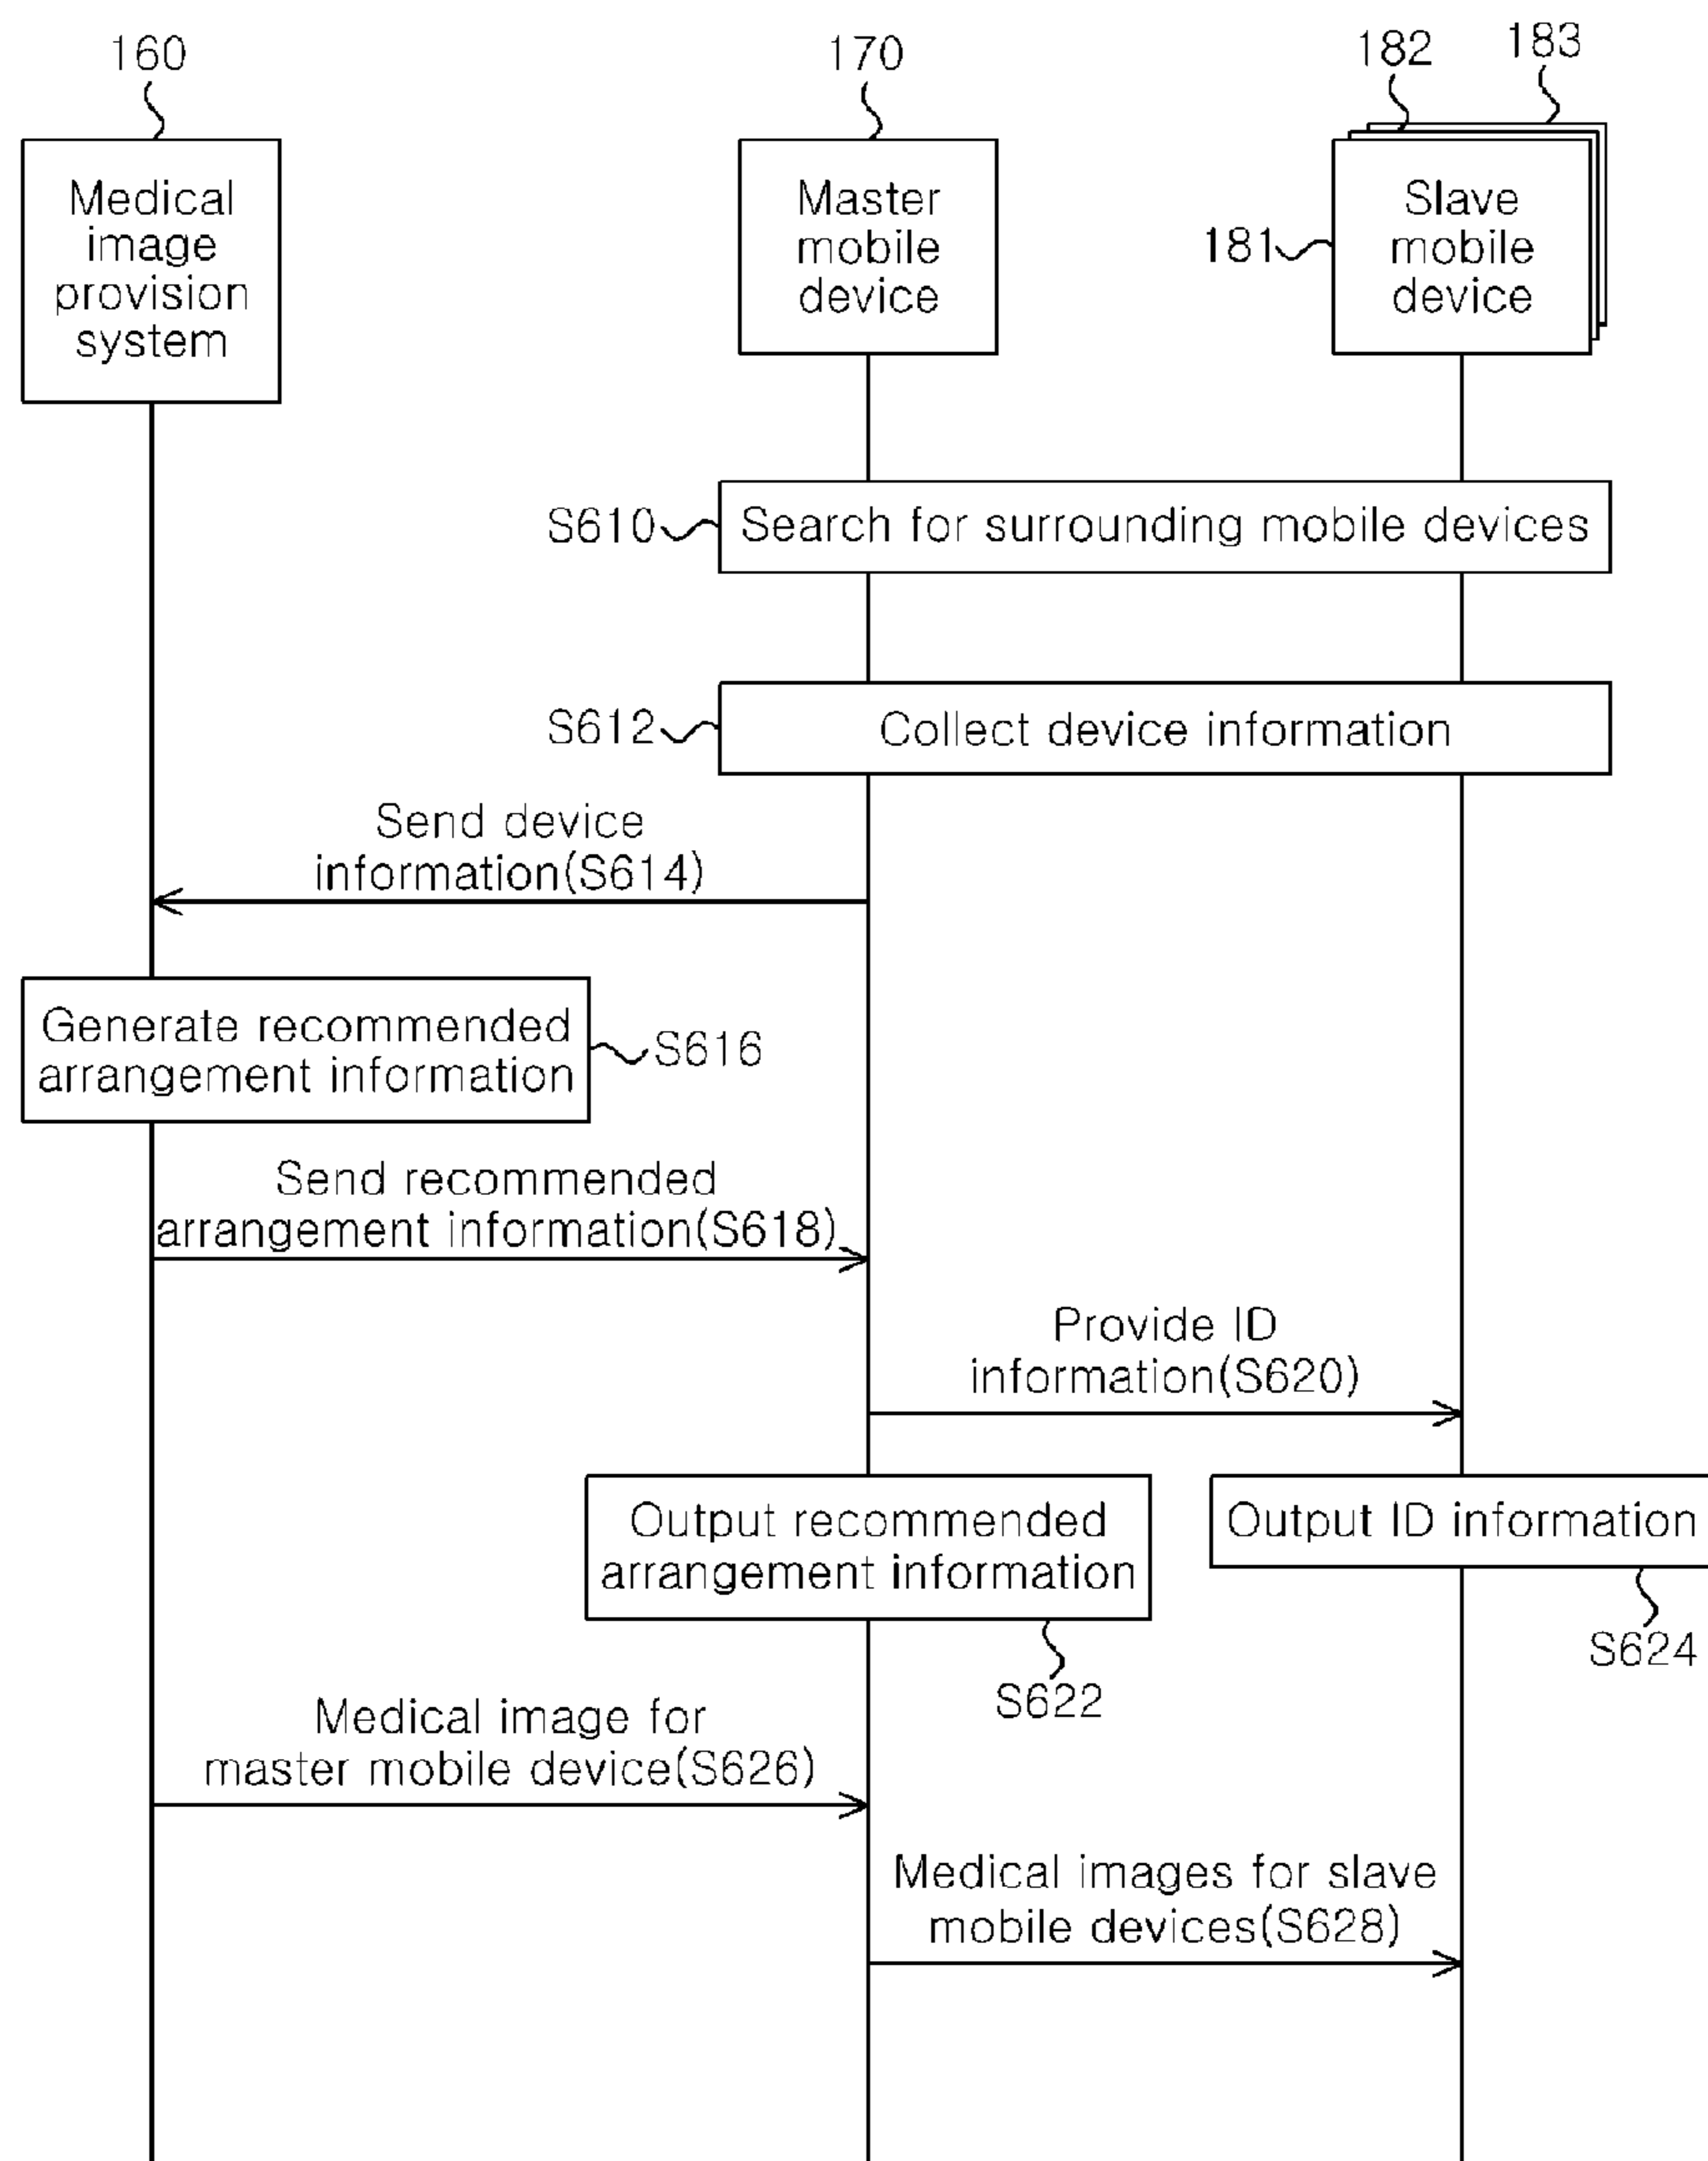 160
170
182
183
Medical
image
provision
system
Master
mobile
device
Slave
mobile
device
181
S610
Search for surrounding mobile devices
S612
Collect device information
Send device
information(S614)
Generate recommended
arrangement information
S616
Send recommended
arrangement information(S618)
Provide ID
information(S620)
Output recommended
arrangement information
Output ID information
S624
S622
Medical image for
master mobile device(S626)
Medical images for slave
mobile devices(S628)